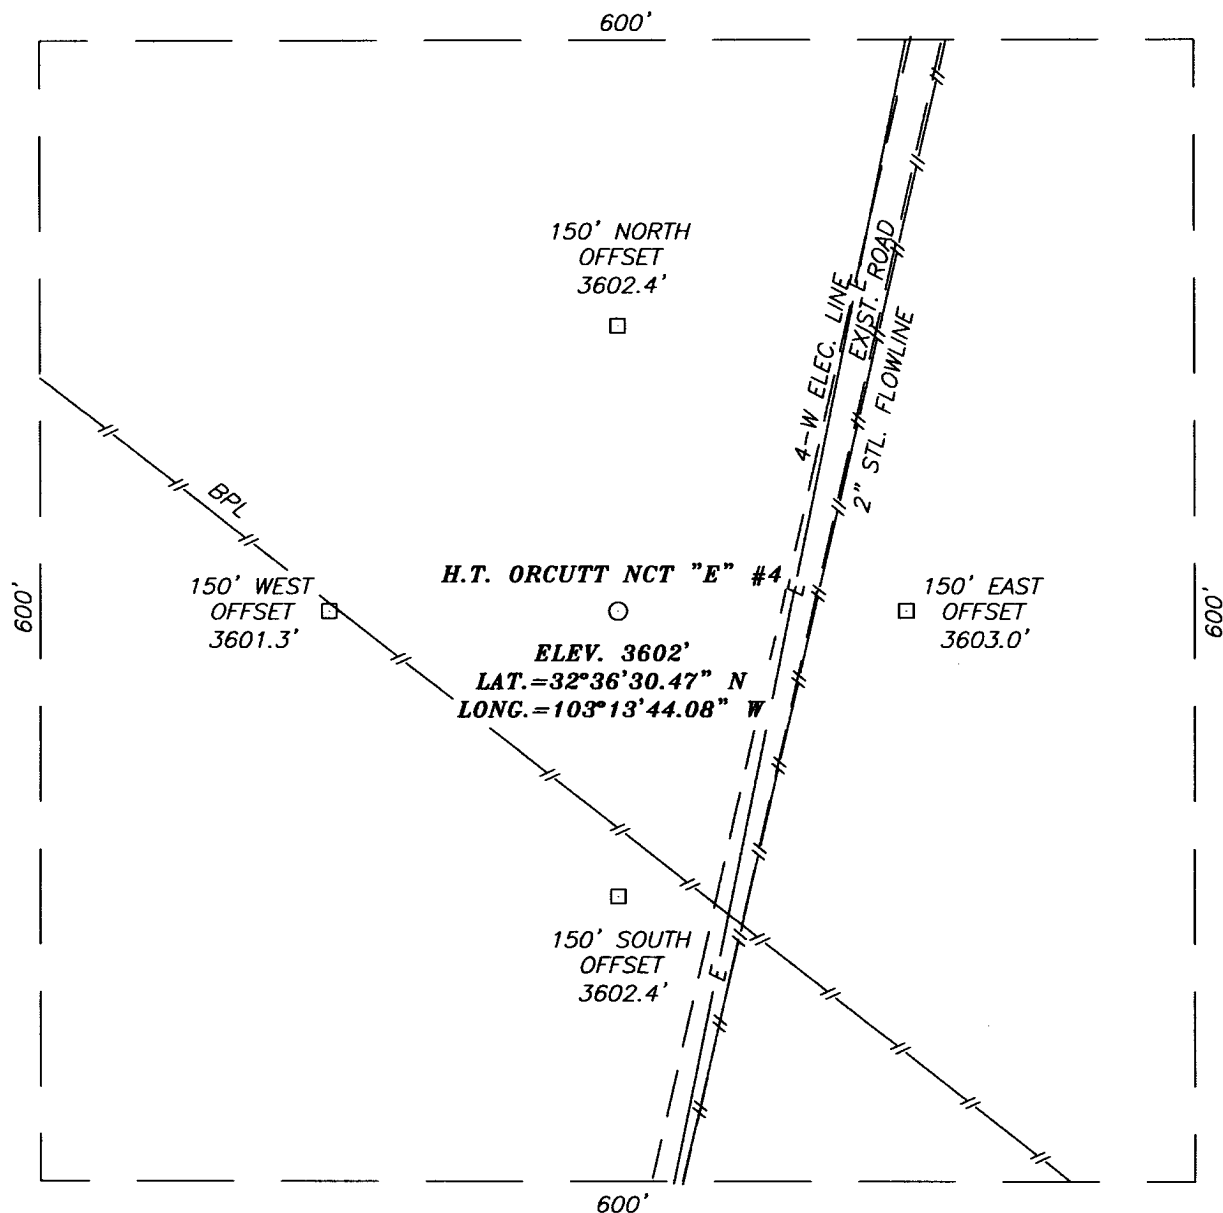 600'
150' NORTH
OFFSET
3602.4'
4-W ELEC. LINE
E
EXIST. ROAD
2" STL. FLOWLINE
BPL
600'
150' WEST
OFFSET
3601.3'
H.T. ORCUTT NCT "E" #4
E
150' EAST
OFFSET
3603.0'
600'
ELEV. 3602'
LAT.=32°36'30.47" N
LONG.=103°13'44.08" W
150' SOUTH
OFFSET
3602.4'
E
600'